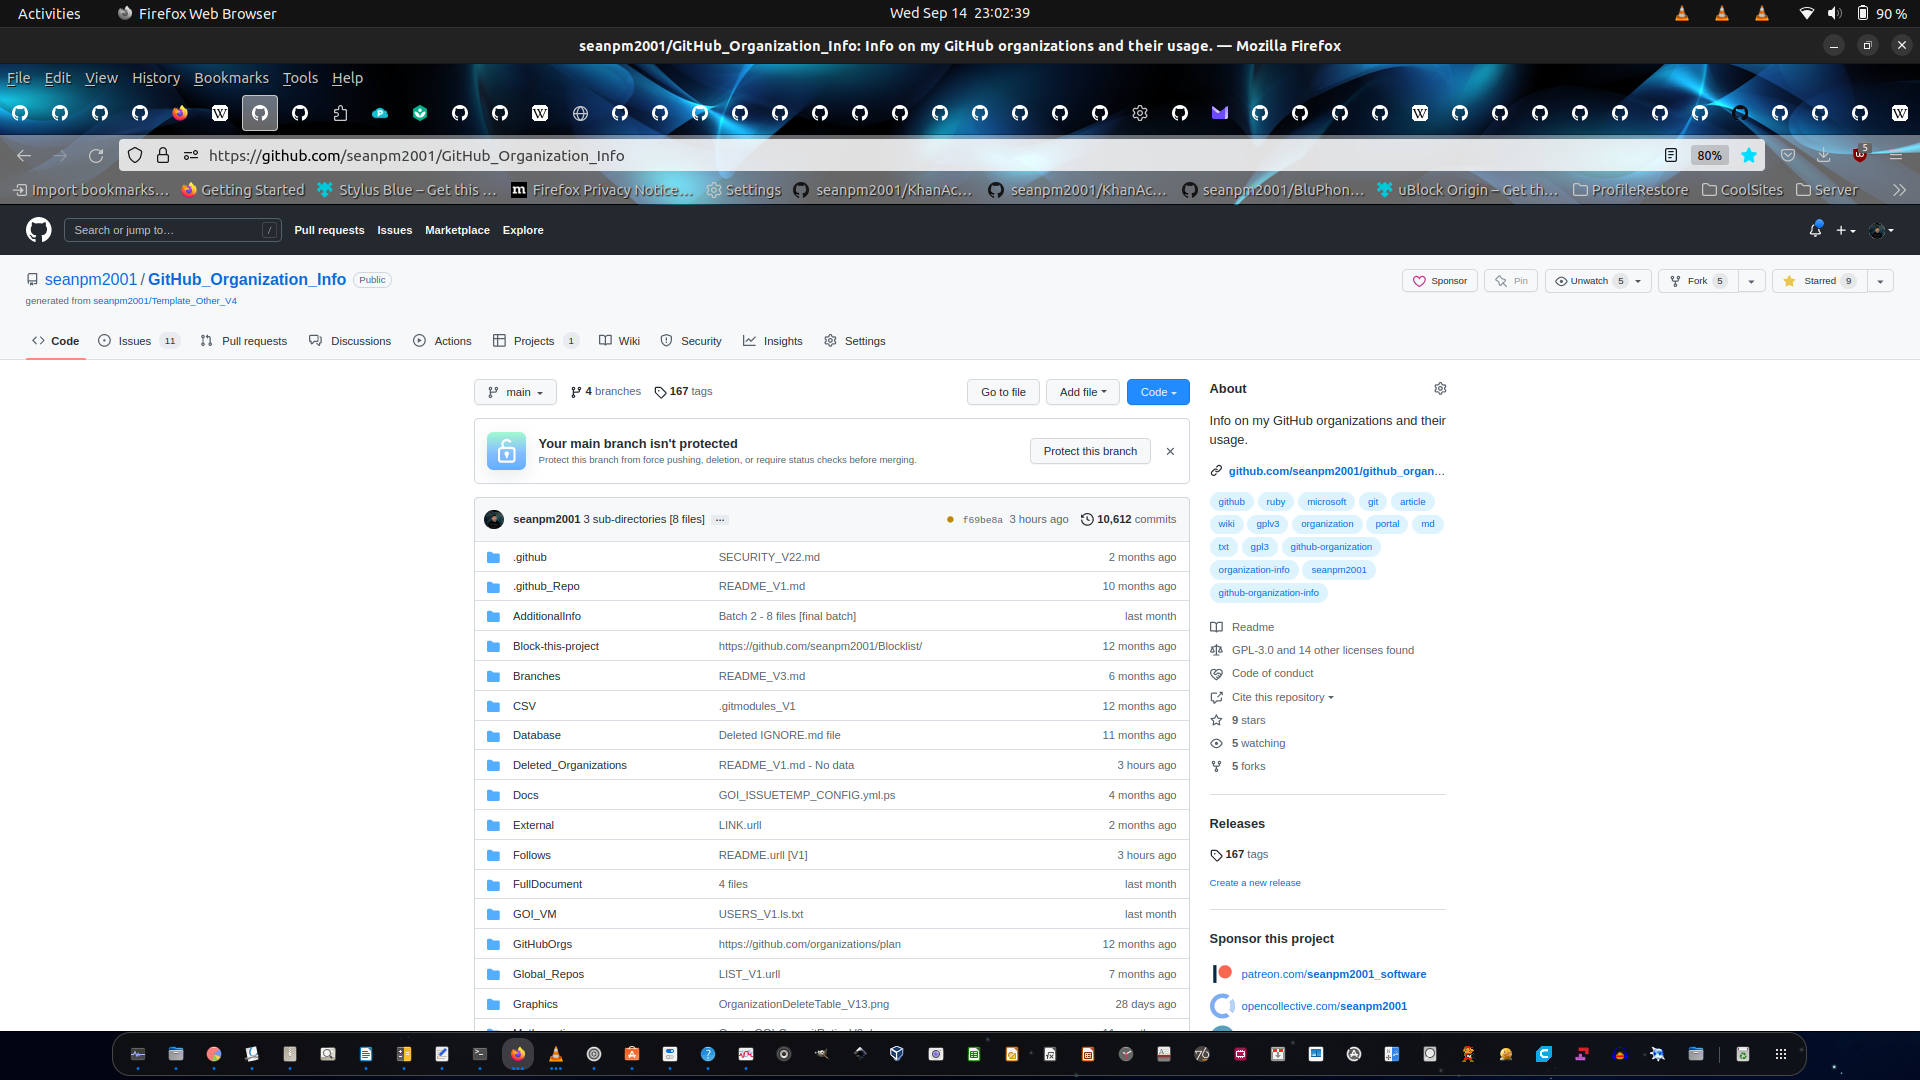 Activities Firefox Web Browser Wed Sep 14 23:02:39 90 %
seanpm2001/GitHub_Organization_Info: Info on my GitHub organizations and their usage. — Mozilla Firefox
File Edit View History Bookmarks Tools Help
https://github.com/seanpm2001/GitHub_Organization_Info 80% 5
Import bookmarks… Getting Started Stylus Blue – Get this … Firefox Privacy Notice… Settings seanpm2001/KhanAc… seanpm2001/KhanAc… seanpm2001/BluPhon… uBlock Origin – Get th… ProfileRestore CoolSites Server
Search or jump to… / Pull requests Issues Marketplace Explore
seanpm2001 / GitHub_Organization_Info Public Sponsor Pin Unwatch 5 Fork 5 Starred 9
generated from seanpm2001/Template_Other_V4
Code Issues 11 Pull requests Discussions Actions Projects 1 Wiki Security Insights Settings
main 4 branches 167 tags Go to file Add file Code
Your main branch isn't protected
Protect this branch from force pushing, deletion, or require status checks before merging.
Protect this branch
seanpm2001 3 sub-directories [8 files] … f69be8a 3 hours ago 10,612 commits
.github SECURITY_V22.md 2 months ago
.github_Repo README_V1.md 10 months ago
AdditionalInfo Batch 2 - 8 files [final batch] last month
Block-this-project https://github.com/seanpm2001/Blocklist/ 12 months ago
Branches README_V3.md 6 months ago
CSV .gitmodules_V1 12 months ago
Database Deleted IGNORE.md file 11 months ago
Deleted_Organizations README_V1.md - No data 3 hours ago
Docs GOI_ISSUETEMP_CONFIG.yml.ps 4 months ago
External LINK.urll 2 months ago
Follows README.urll [V1] 3 hours ago
FullDocument 4 files last month
GOI_VM USERS_V1.ls.txt last month
GitHubOrgs https://github.com/organizations/plan 12 months ago
Global_Repos LIST_V1.urll 7 months ago
Graphics OrganizationDeleteTable_V13.png 28 days ago
About
Info on my GitHub organizations and their
usage.
github.com/seanpm2001/github_organ…
github ruby microsoft git article
wiki gplv3 organization portal md
txt gpl3 github-organization
organization-info seanpm2001
github-organization-info
Readme
GPL-3.0 and 14 other licenses found
Code of conduct
Cite this repository
9 stars
5 watching
5 forks
Releases
167 tags
Create a new release
Sponsor this project
patreon.com/seanpm2001_software
opencollective.com/seanpm2001